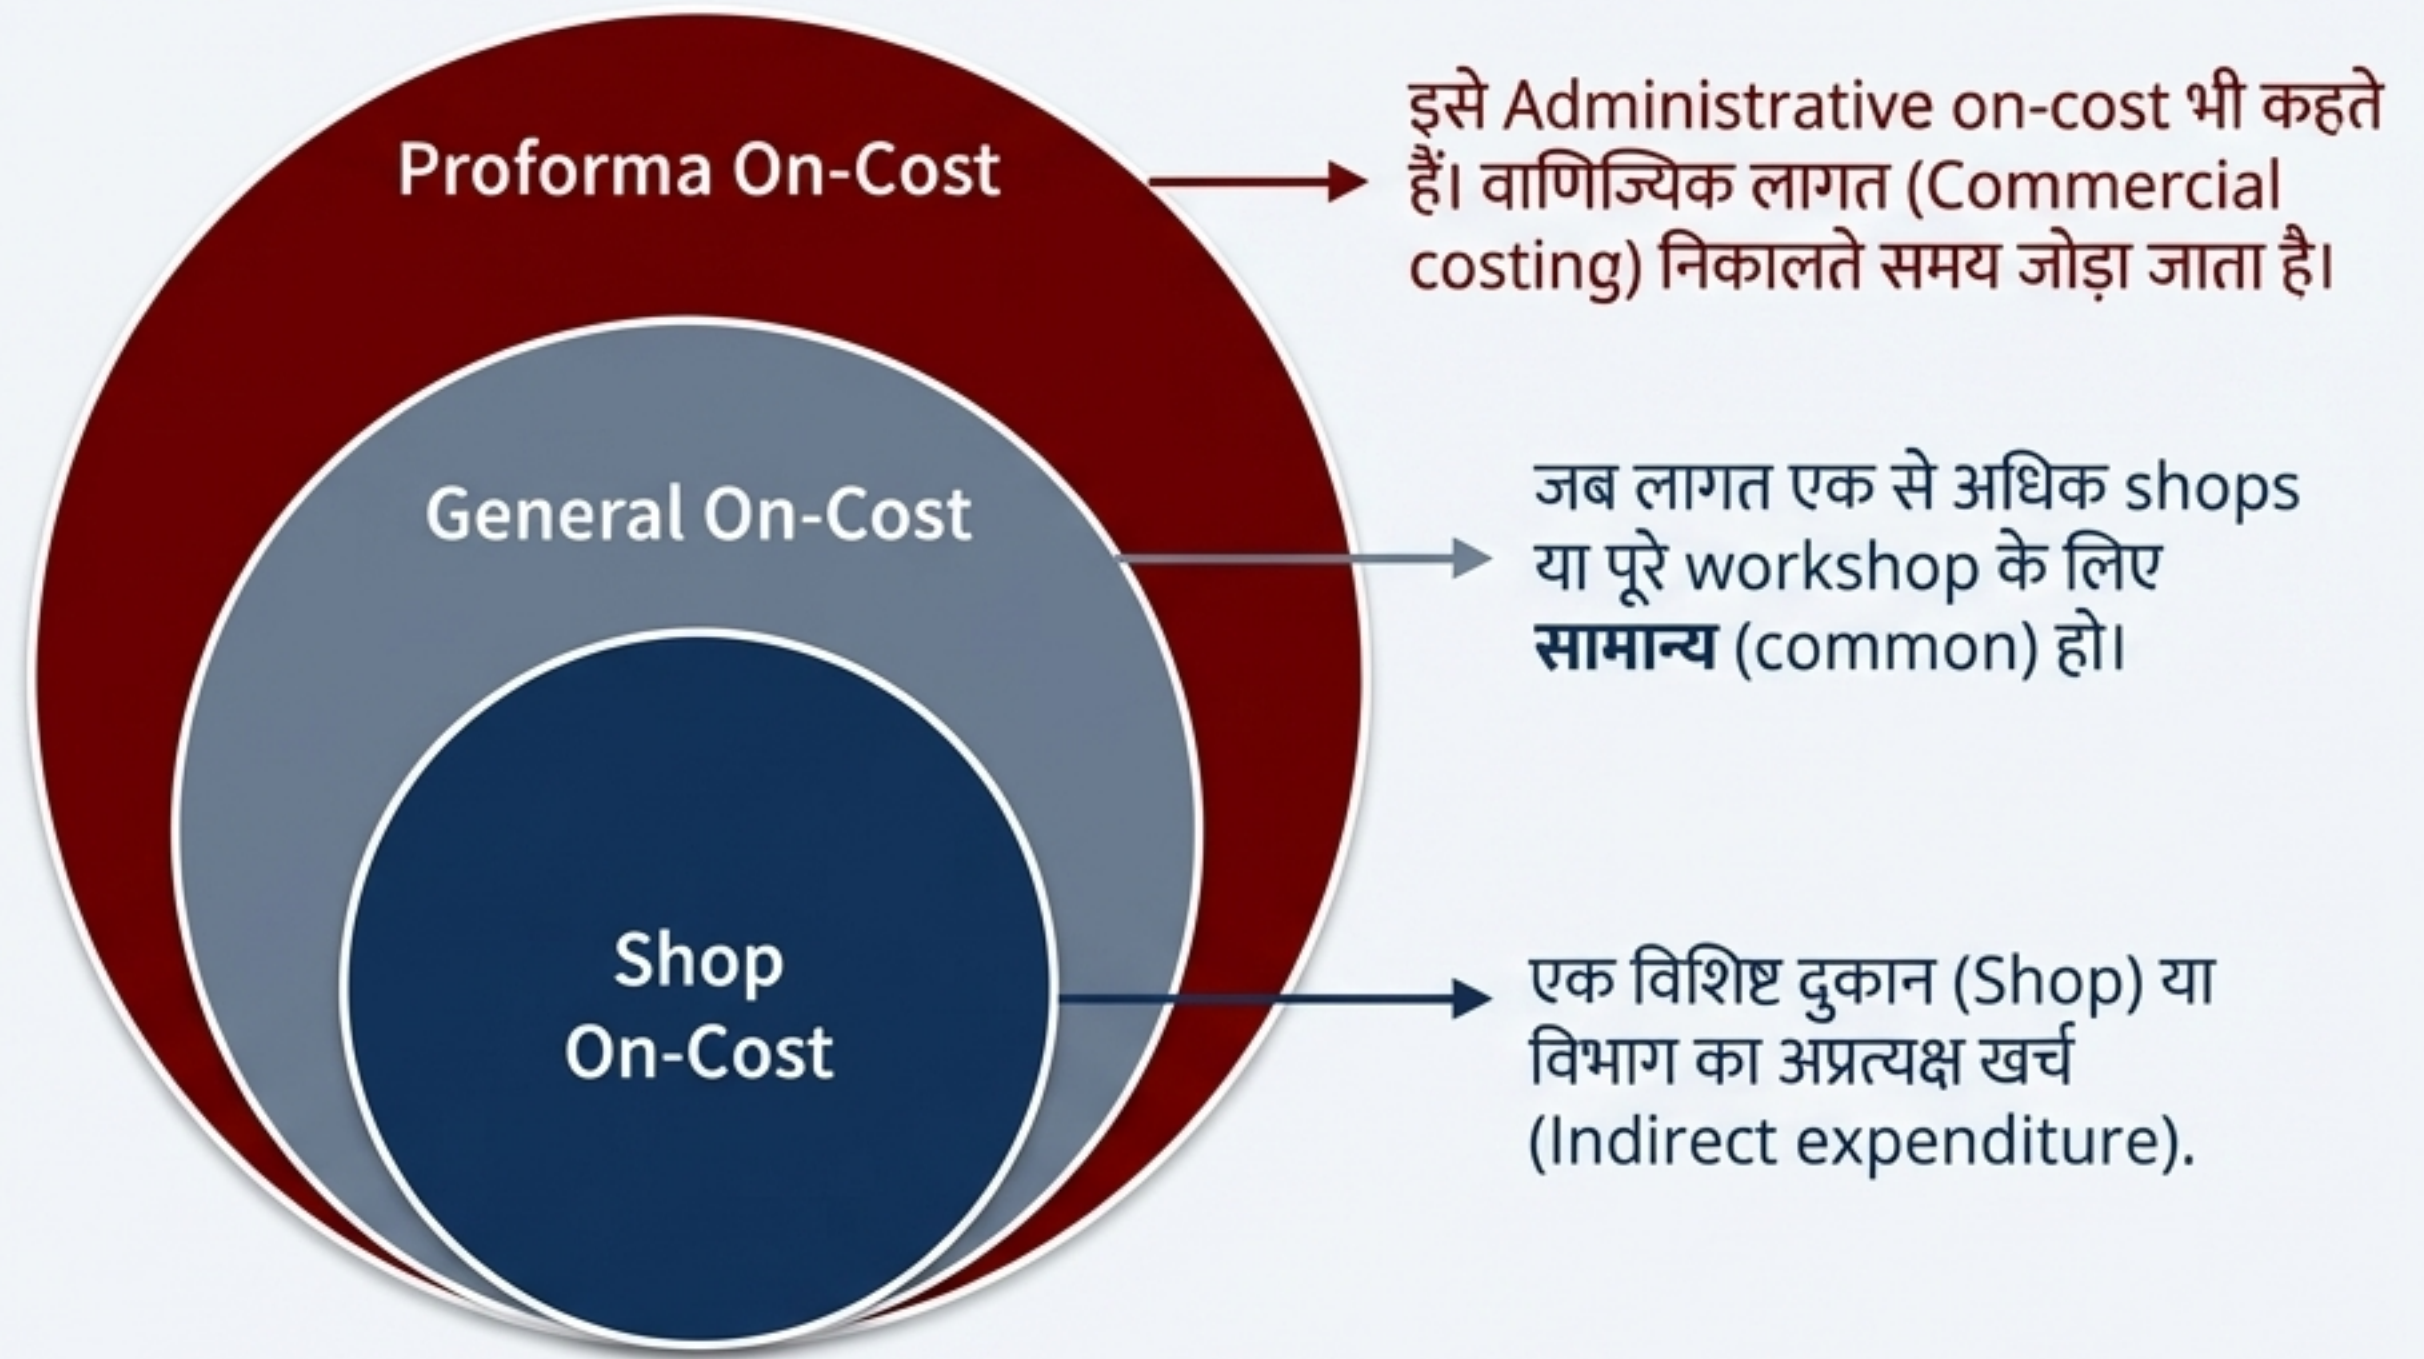 Proforma On-Cost
इसे Administrative on-cost भी कहते
हैं। वाणिज्यिक लागत (Commercial
costing) निकालते समय जोड़ा जाता है।
General On-Cost
जब लागत एक से अधिक shops
या पूरे workshop के लिए
सामान्य (common) हो।
Shop
On-Cost
एक विशिष्ट दुकान (Shop) या
विभाग का अप्रत्यक्ष खर्च
(Indirect expenditure).